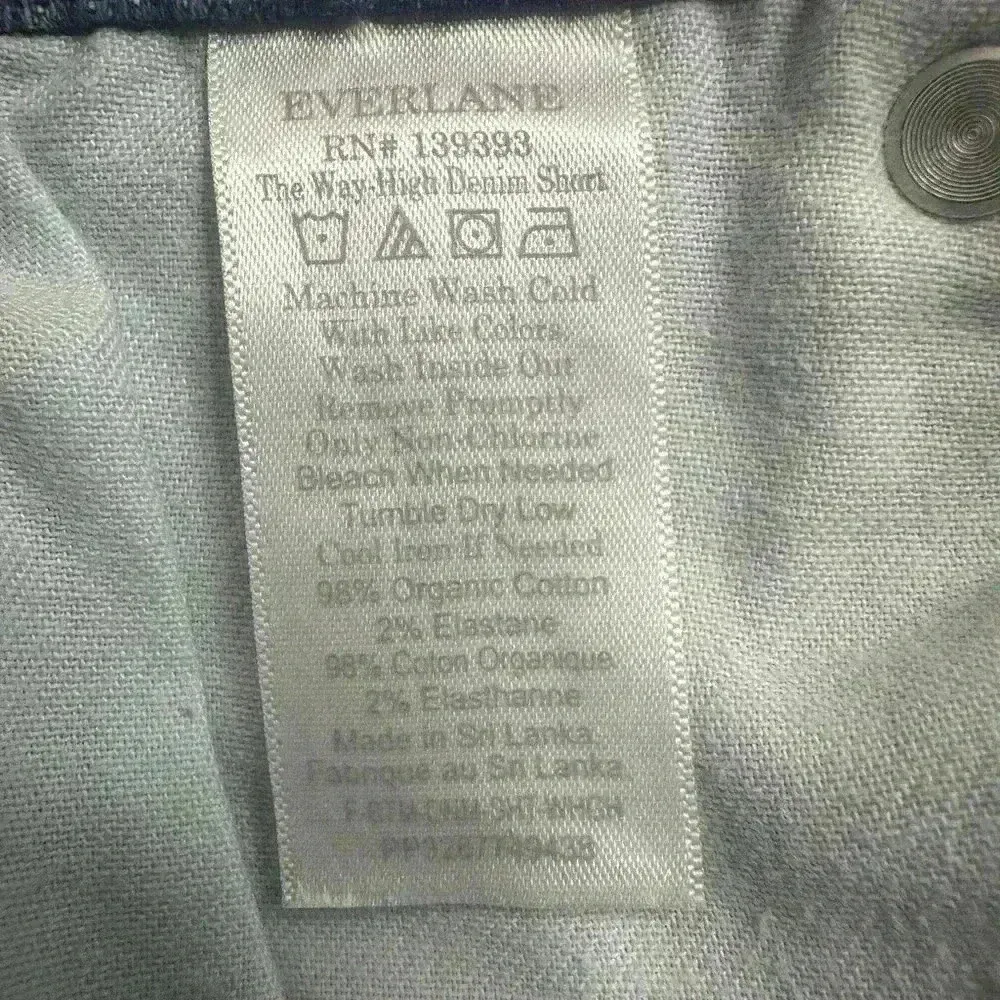 EVERLANE
RN# 139393
The Way-High Denim Short
Machine Wash Cold
With Like Colors
Wash Inside Out
Remove Promptly
Only Non-Chlorine
Bleach When Needed
Tumble Dry Low
Cool Iron If Needed
98% Organic Cotton
2% Elastane
98% Coton Organique
2% Elasthanne
Made in Sri Lanka
Fabrique au Sri Lanka